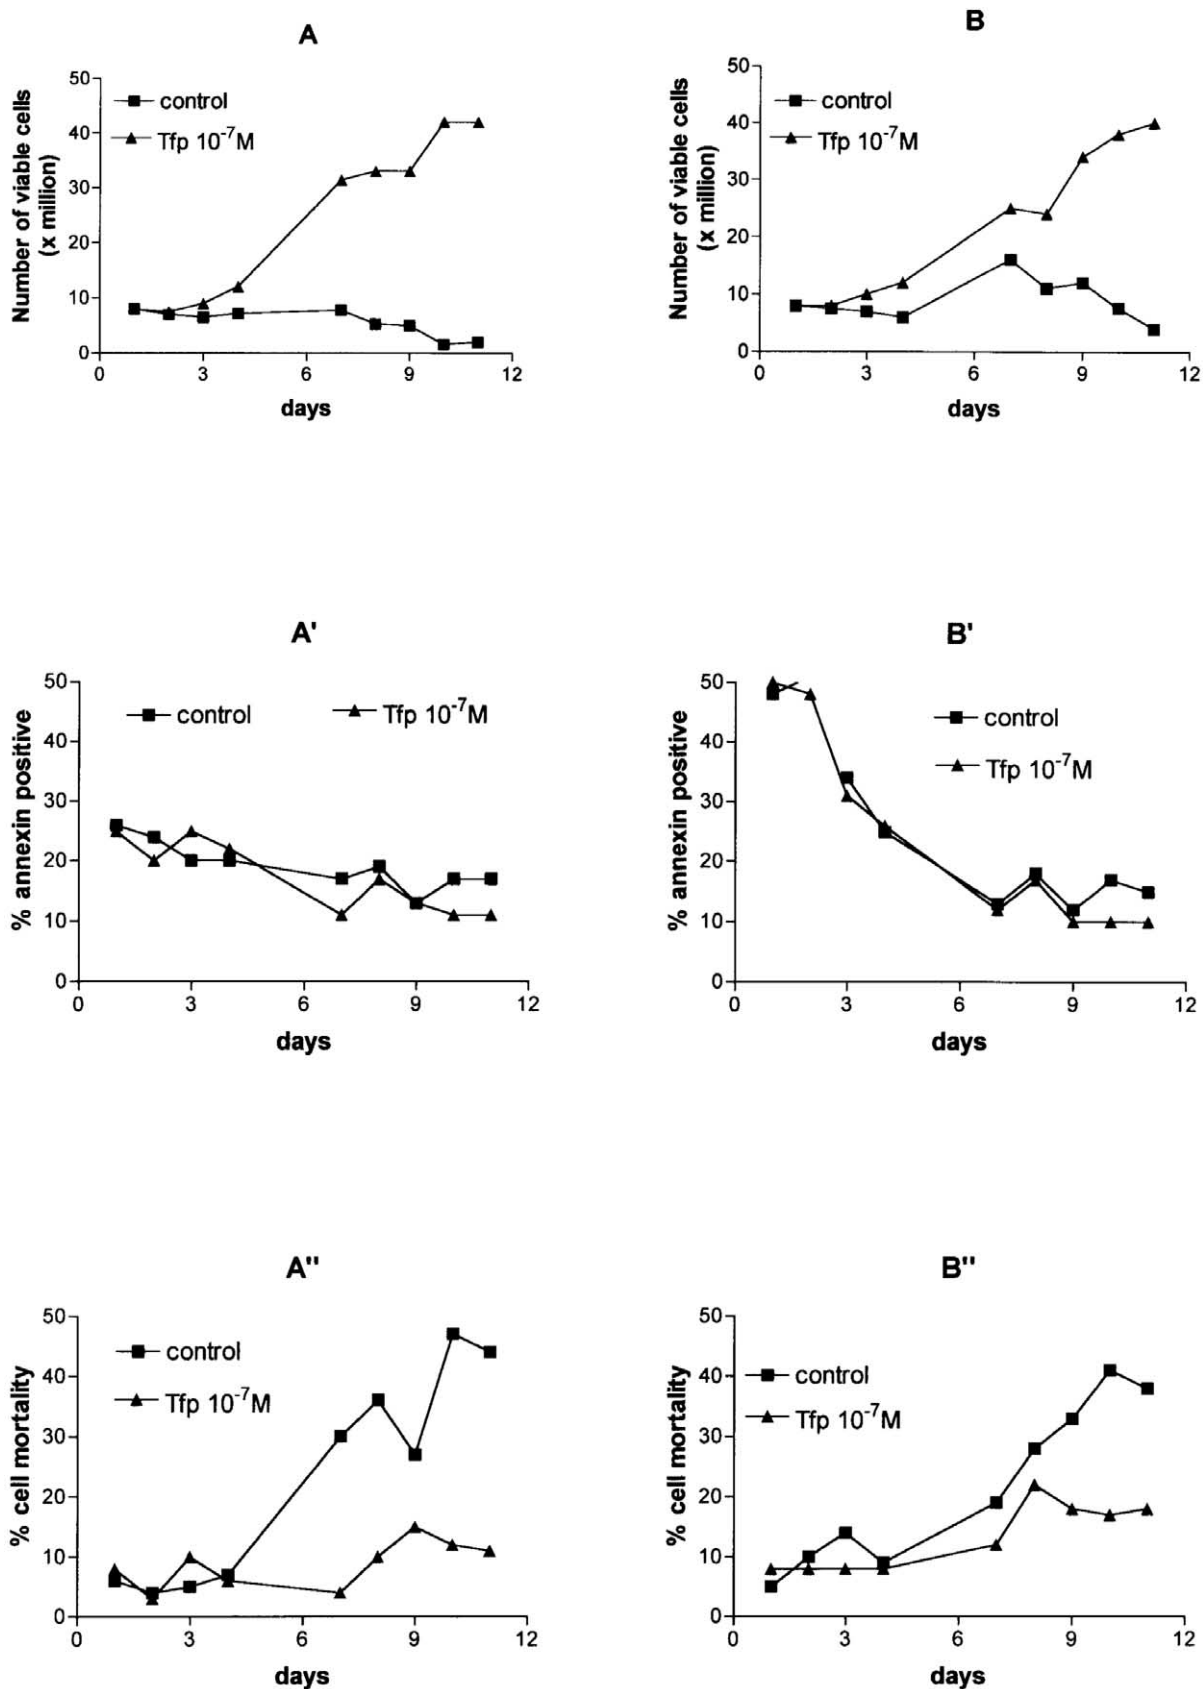 A
Number of viable cells
(x million)
50
40
30
20
10
0
control
Tfp 10⁻⁷M
0 3 6 9 12
days
B
Number of viable cells
(x million)
50
40
30
20
10
0
control
Tfp 10⁻⁷M
0 3 6 9 12
days
A'
% annexin positive
50
40
30
20
10
0
control Tfp 10⁻⁷M
0 3 6 9 12
days
B'
% annexin positive
50
40
30
20
10
0
control
Tfp 10⁻⁷M
0 3 6 9 12
days
A"
% cell mortality
50
40
30
20
10
0
control
Tfp 10⁻⁷M
0 3 6 9 12
days
B"
% cell mortality
50
40
30
20
10
0
control
Tfp 10⁻⁷M
0 3 6 9 12
days